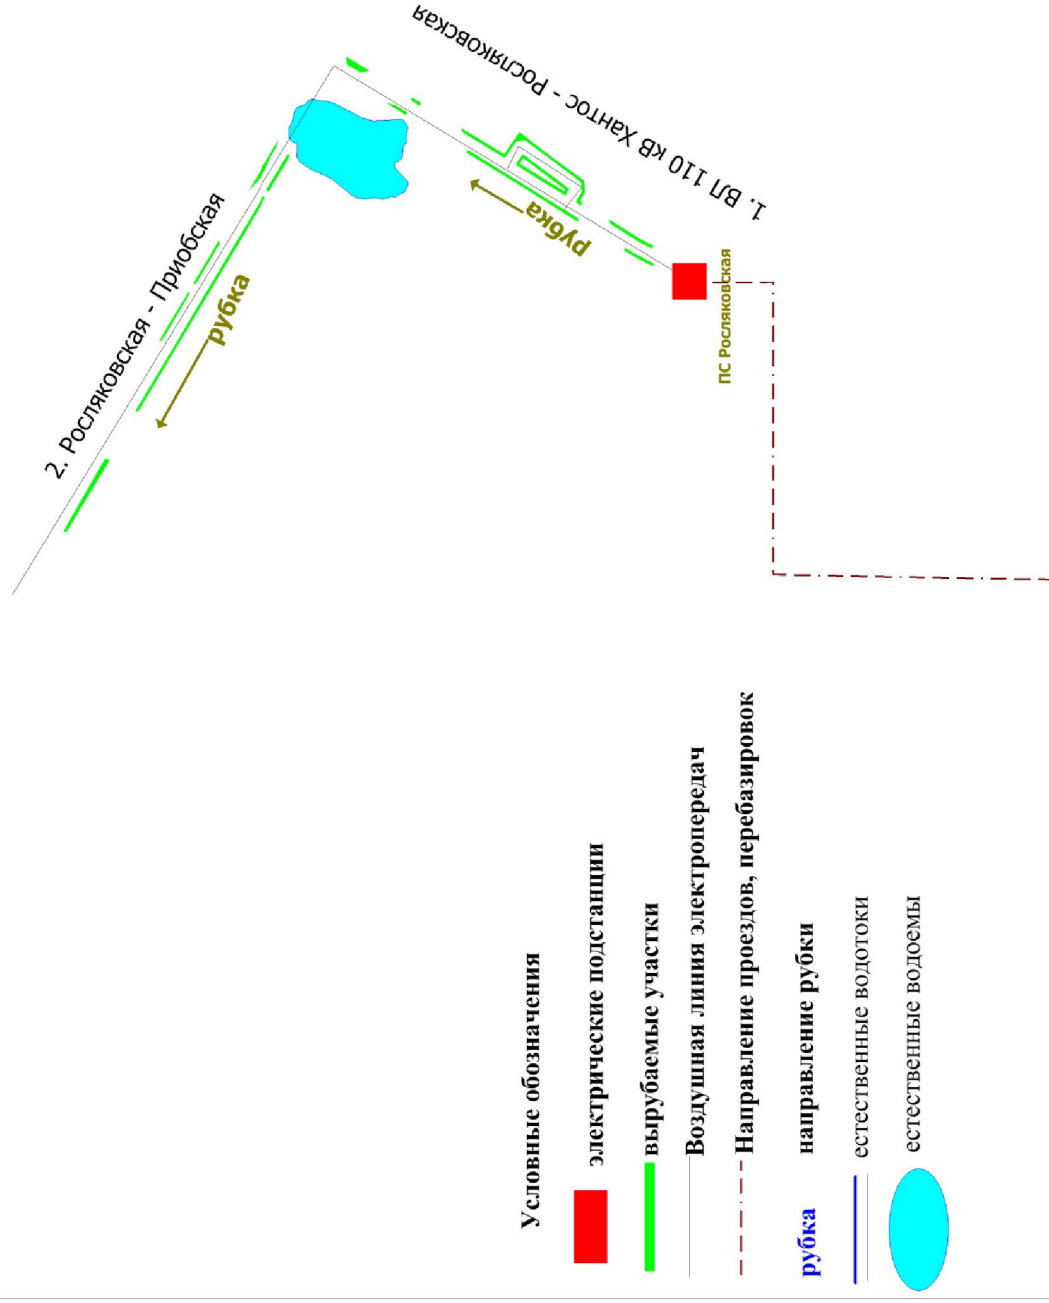 1. ВЛ 110 кВ Хантос - Росляковская
2. Росляковская - Приобская
рубка
рубка
ПС Росляковская
Условные обозначения
электрические подстанции
вырубаемые участки
Воздушная линия электропередач
Направление проездов, перебазировок
рубка направление рубки
естественные водотоки
естественные водоемы